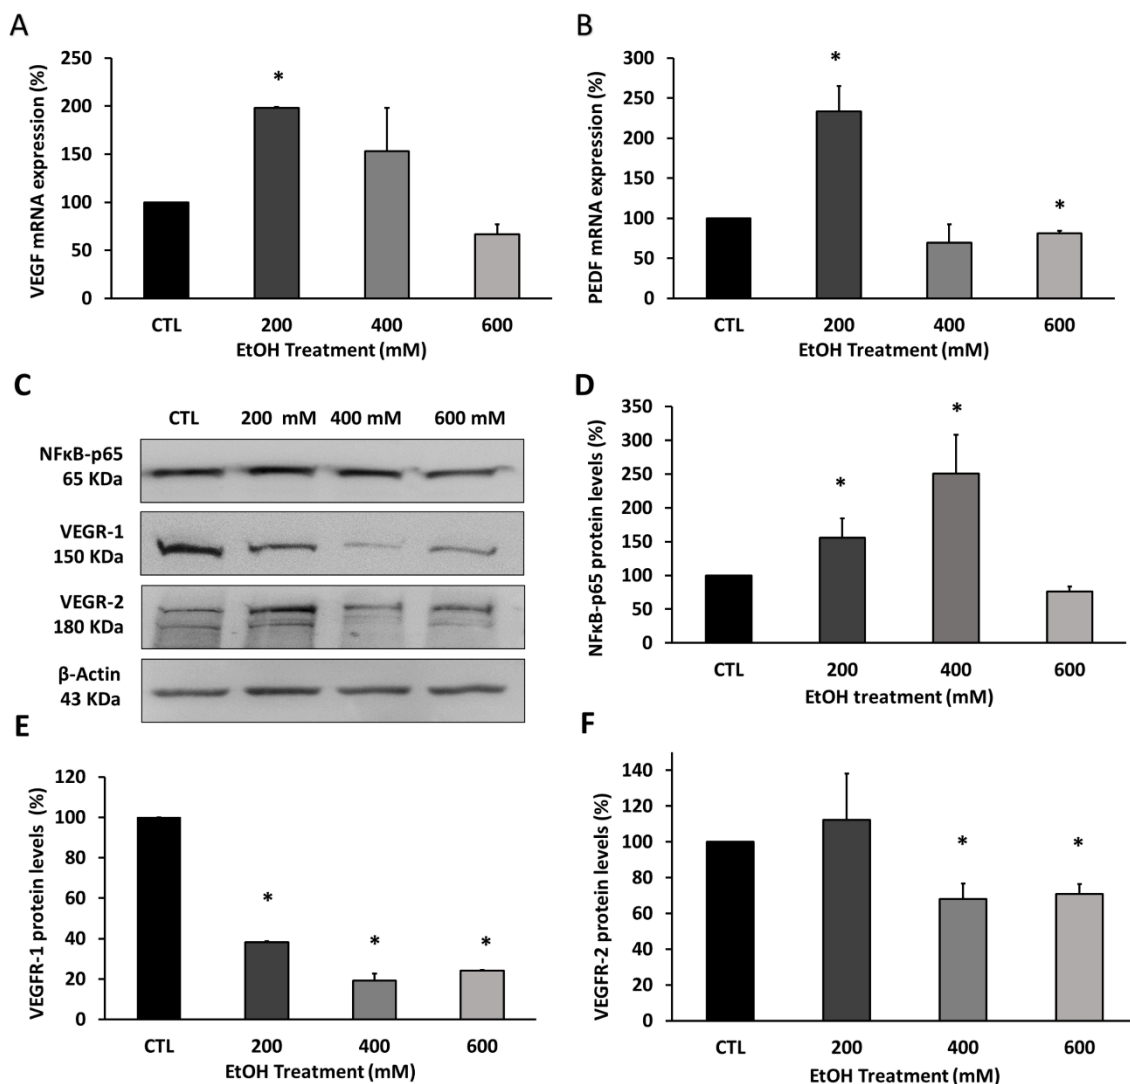 A
VEGF mRNA expression (%)
250
200
150
100
50
0
*
CTL 200 400 600
EtOH Treatment (mM)
B
PEDF mRNA expression (%)
300
250
200
150
100
50
0
* *
CTL 200 400 600
EtOH Treatment (mM)
C
CTL 200 mM 400 mM 600 mM
NFκB-p65
65 KDa
VEGR-1
150 KDa
VEGR-2
180 KDa
β-Actin
43 KDa
D
NFκB-p65 protein levels (%)
350
300
250
200
150
100
50
0
* *
CTL 200 400 600
EtOH treatment (mM)
E
VEGFR-1 protein levels (%)
120
100
80
60
40
20
0
* * *
CTL 200 400 600
EtOH Treatment (mM)
F
VEGFR-2 protein levels (%)
140
120
100
80
60
40
20
0
* *
CTL 200 400 600
EtOH Treatment (mM)